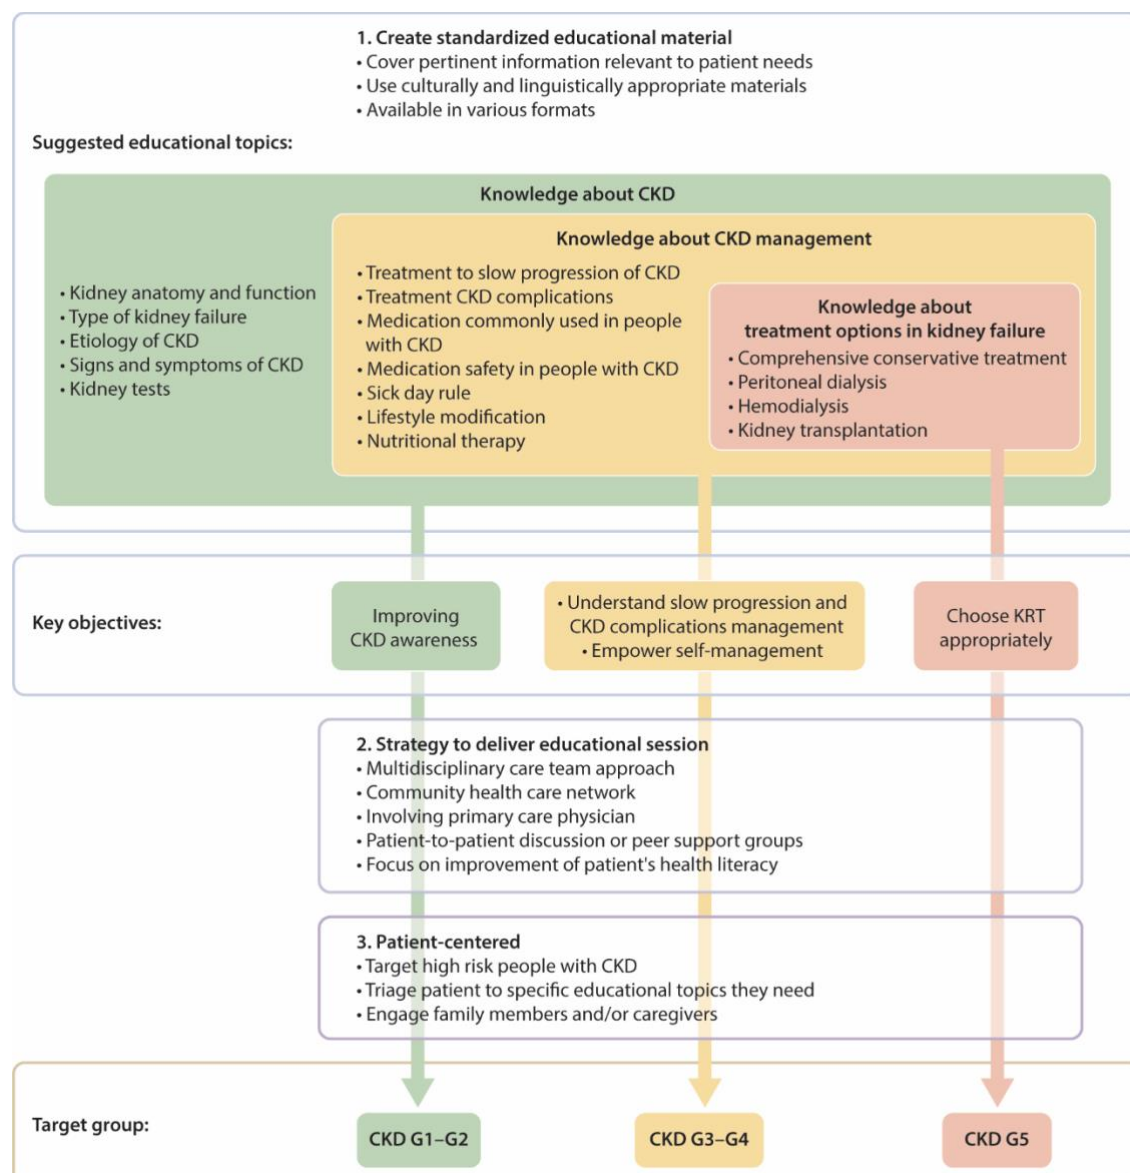 1. Create standardized educational material
• Cover pertinent information relevant to patient needs
• Use culturally and linguistically appropriate materials
• Available in various formats
Suggested educational topics:
Knowledge about CKD
• Kidney anatomy and function
• Type of kidney failure
• Etiology of CKD
• Signs and symptoms of CKD
• Kidney tests
Knowledge about CKD management
• Treatment to slow progression of CKD
• Treatment CKD complications
• Medication commonly used in people
with CKD
• Medication safety in people with CKD
• Sick day rule
• Lifestyle modification
• Nutritional therapy
Knowledge about
treatment options in kidney failure
• Comprehensive conservative treatment
• Peritoneal dialysis
• Hemodialysis
• Kidney transplantation
Key objectives:
Improving
CKD awareness
• Understand slow progression and
CKD complications management
• Empower self-management
Choose KRT
appropriately
2. Strategy to deliver educational session
• Multidisciplinary care team approach
• Community health care network
• Involving primary care physician
• Patient-to-patient discussion or peer support groups
• Focus on improvement of patient's health literacy
3. Patient-centered
• Target high risk people with CKD
• Triage patient to specific educational topics they need
• Engage family members and/or caregivers
Target group:
CKD G1–G2
CKD G3–G4
CKD G5